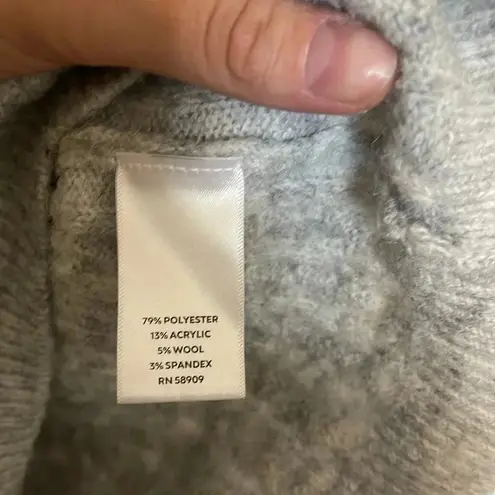 79% POLYESTER
13% ACRYLIC
5% WOOL
3% SPANDEX
RN 58909